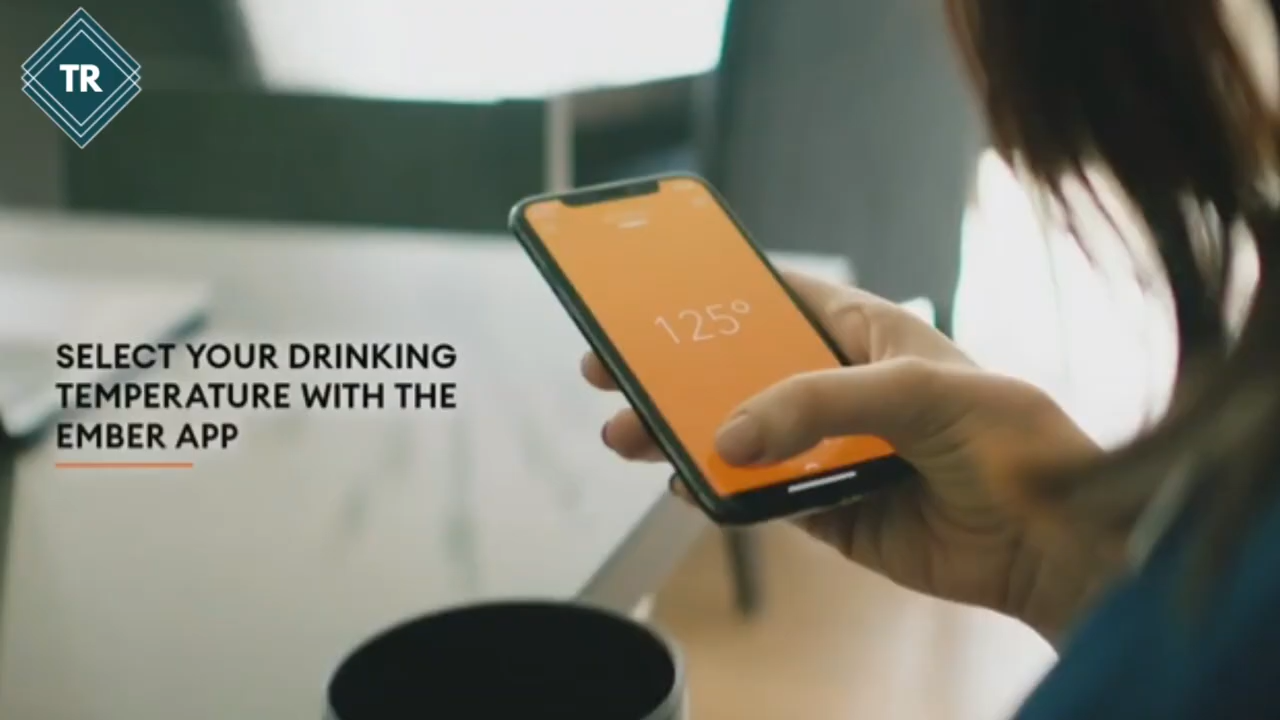 TR
SELECT YOUR DRINKING
TEMPERATURE WITH THE
EMBER APP
125°